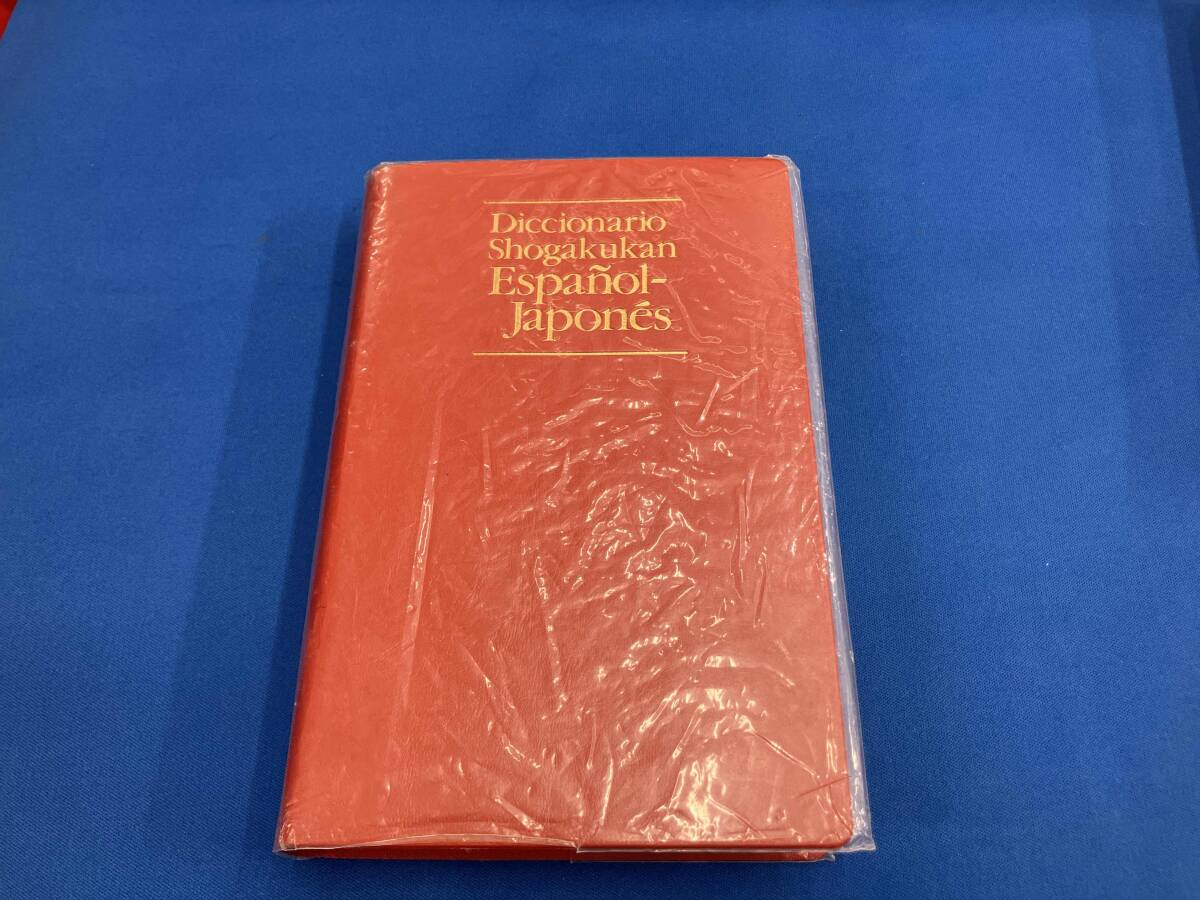 Diccionario
Shogakukan
Español-
Japonés